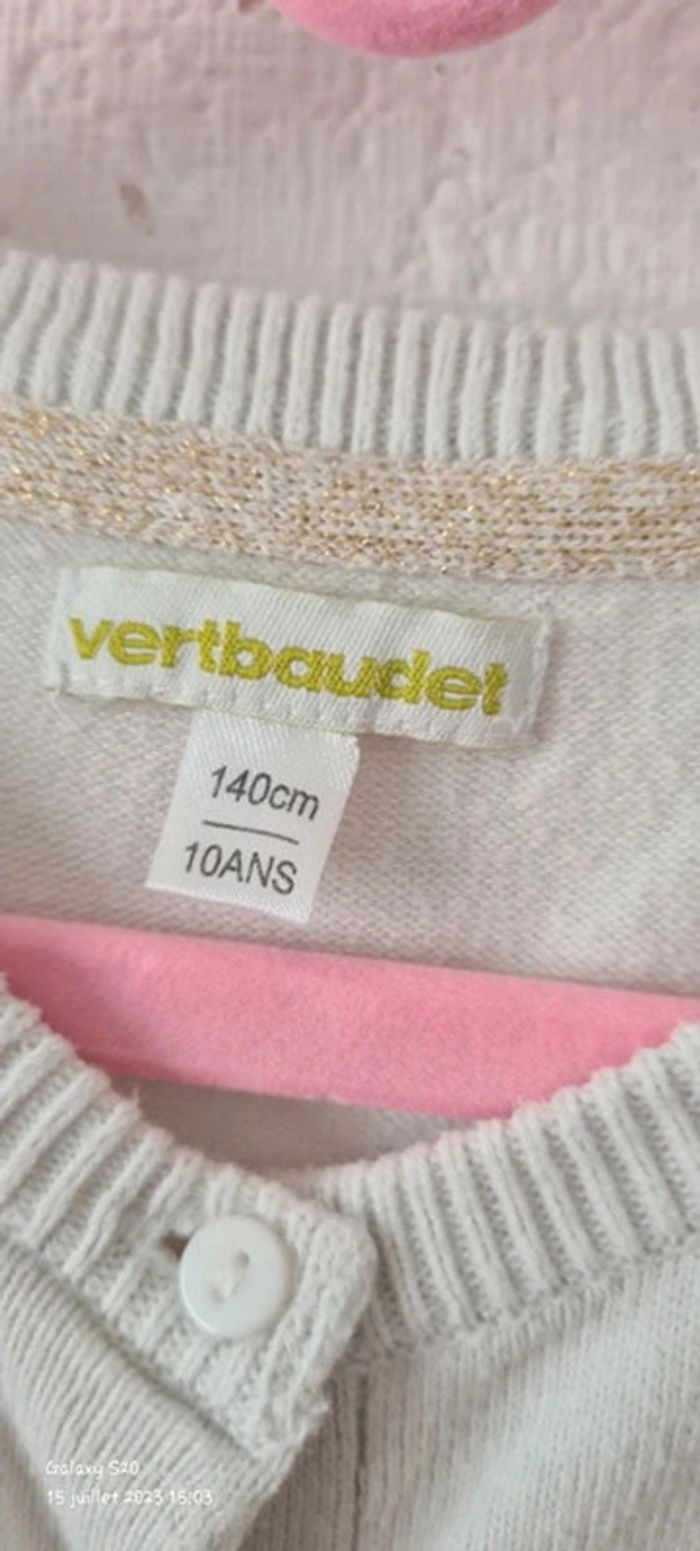 vertbaudet
140cm
10ANS
Galaxy S20
15 juillet 2023 15:03